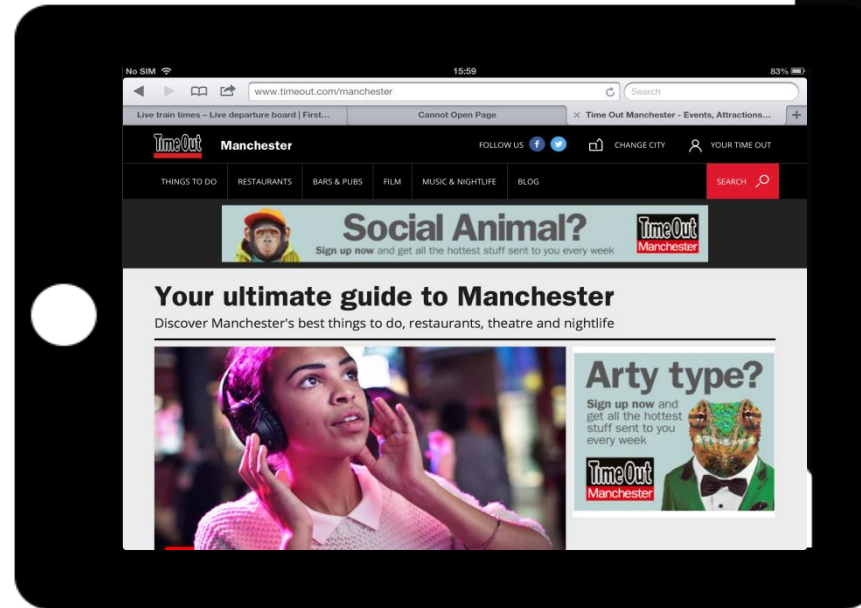 No SIM 15:59 83%
www.timeout.com/manchester Search
Live train times – Live departure board | First... Cannot Open Page × Time Out Manchester - Events, Attractions... +
Time Out Manchester FOLLOW US f CHANGE CITY YOUR TIME OUT
THINGS TO DO RESTAURANTS BARS & PUBS FILM MUSIC & NIGHTLIFE BLOG SEARCH
Social Animal?
Sign up now and get all the hottest stuff sent to you every week
Time Out
Manchester
Your ultimate guide to Manchester
Discover Manchester's best things to do, restaurants, theatre and nightlife
Arty type?
Sign up now and
get all the hottest
stuff sent to you
every week
Time Out
Manchester